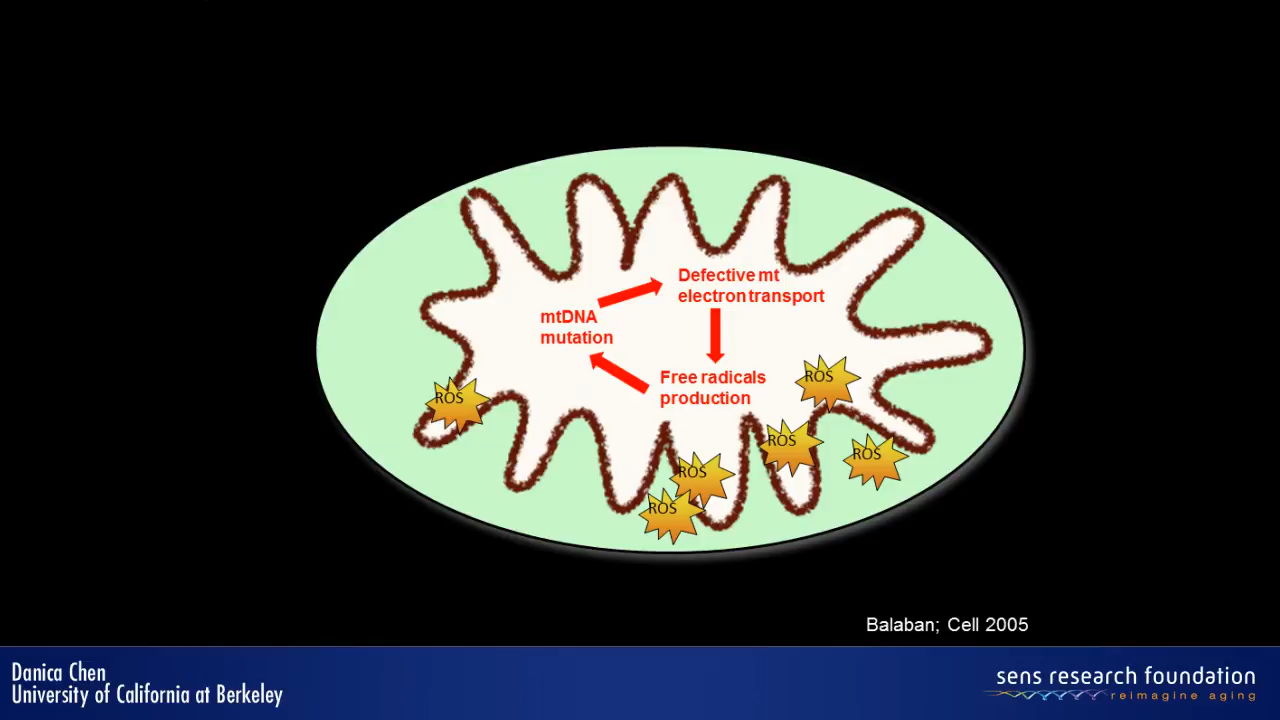 Defective mt
electron transport
mtDNA
mutation
Free radicals
production
ROS
ROS
ROS
ROS
ROS
ROS
Balaban; Cell 2005
Danica Chen
University of California at Berkeley
sens research foundation
reimagine aging